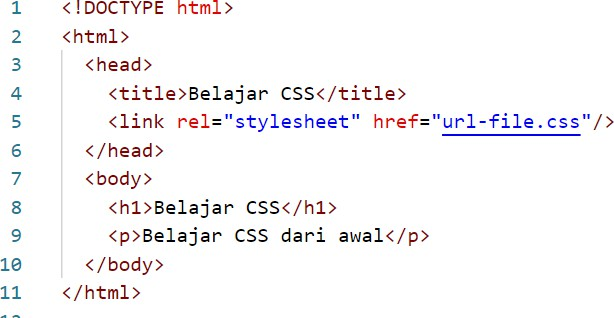 1 <!DOCTYPE html>
2 <html>
3 <head>
4 <title>Belajar CSS</title>
5 <link rel="stylesheet" href="url-file.css"/>
6 </head>
7 <body>
8 <h1>Belajar CSS</h1>
9 <p>Belajar CSS dari awal</p>
10 </body>
11 </html>